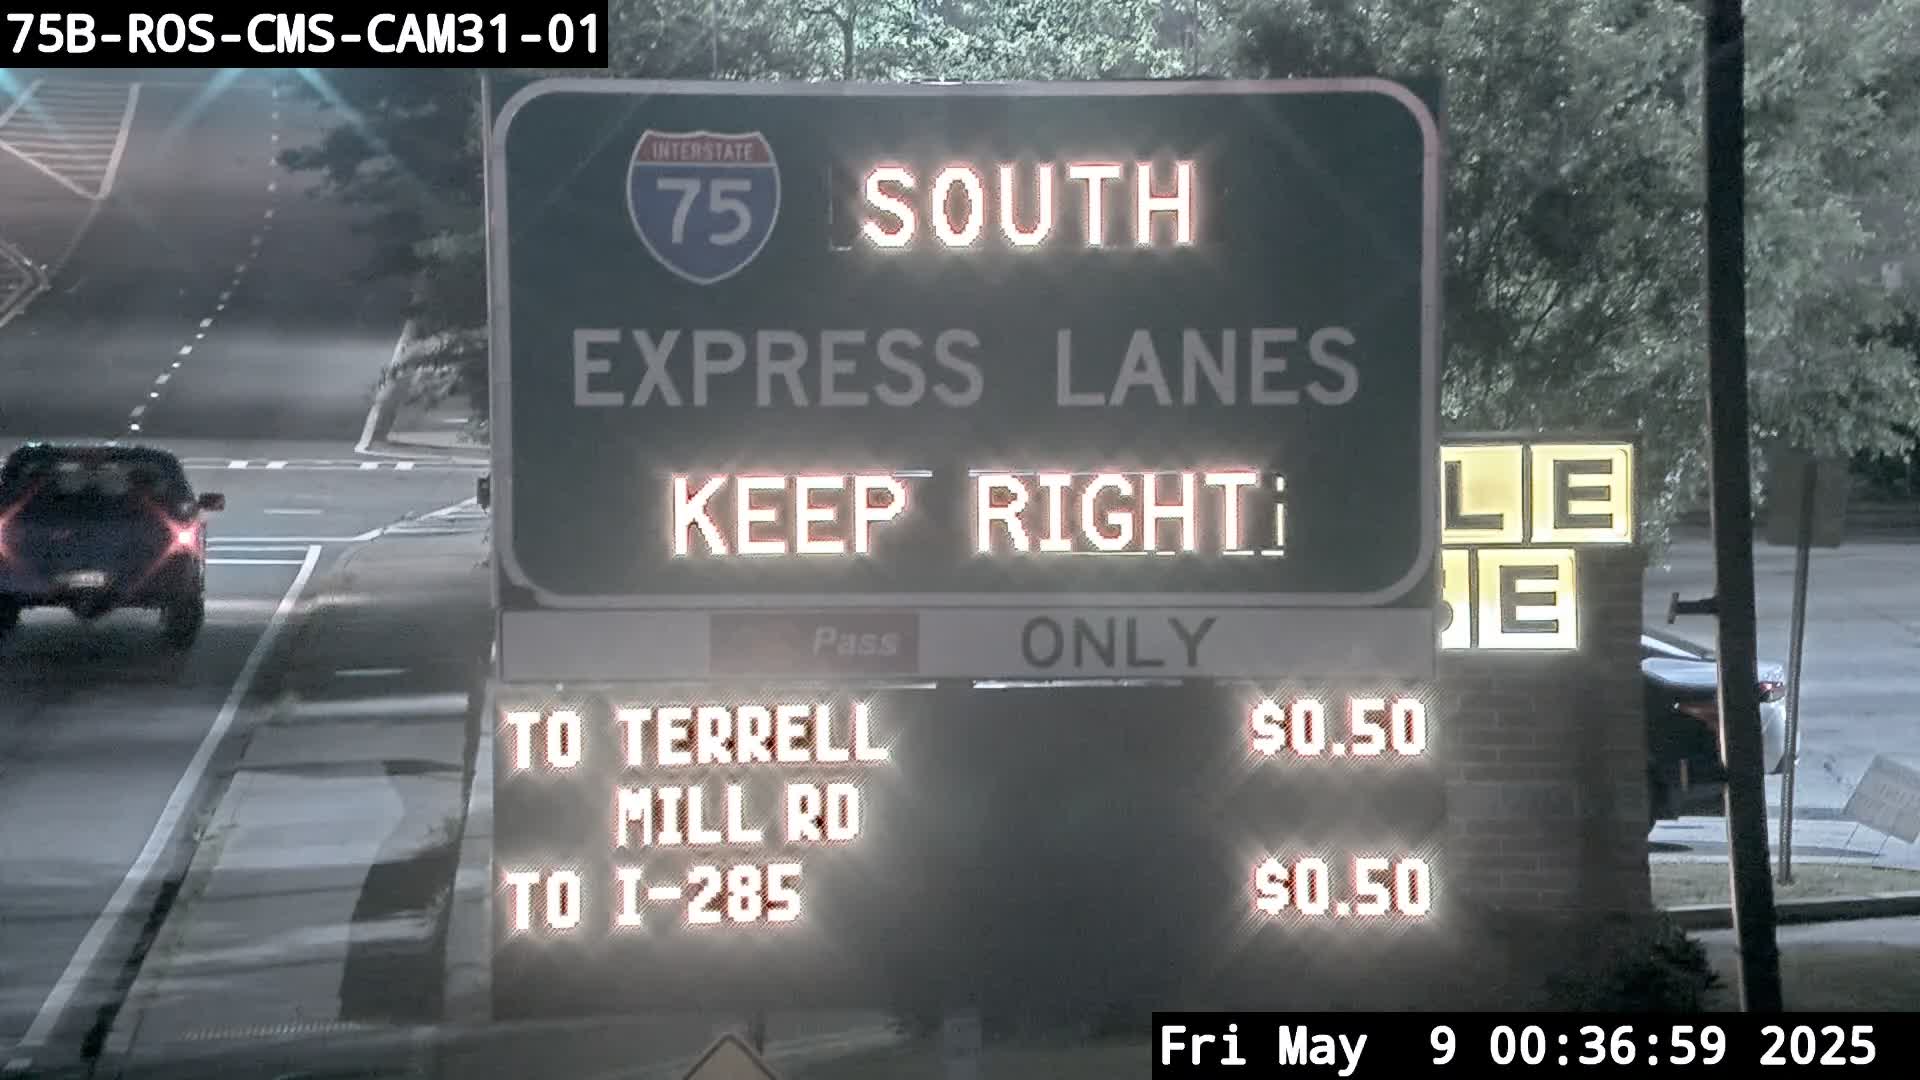 75B-ROS-CMS-CAM31-01
INTERSTATE
75
SOUTH
EXPRESS LANES
KEEP RIGHT
Pass ONLY
TO TERRELL $0.50
MILL RD
TO I-285 $0.50
LE
E
Fri May 9 00:36:59 2025